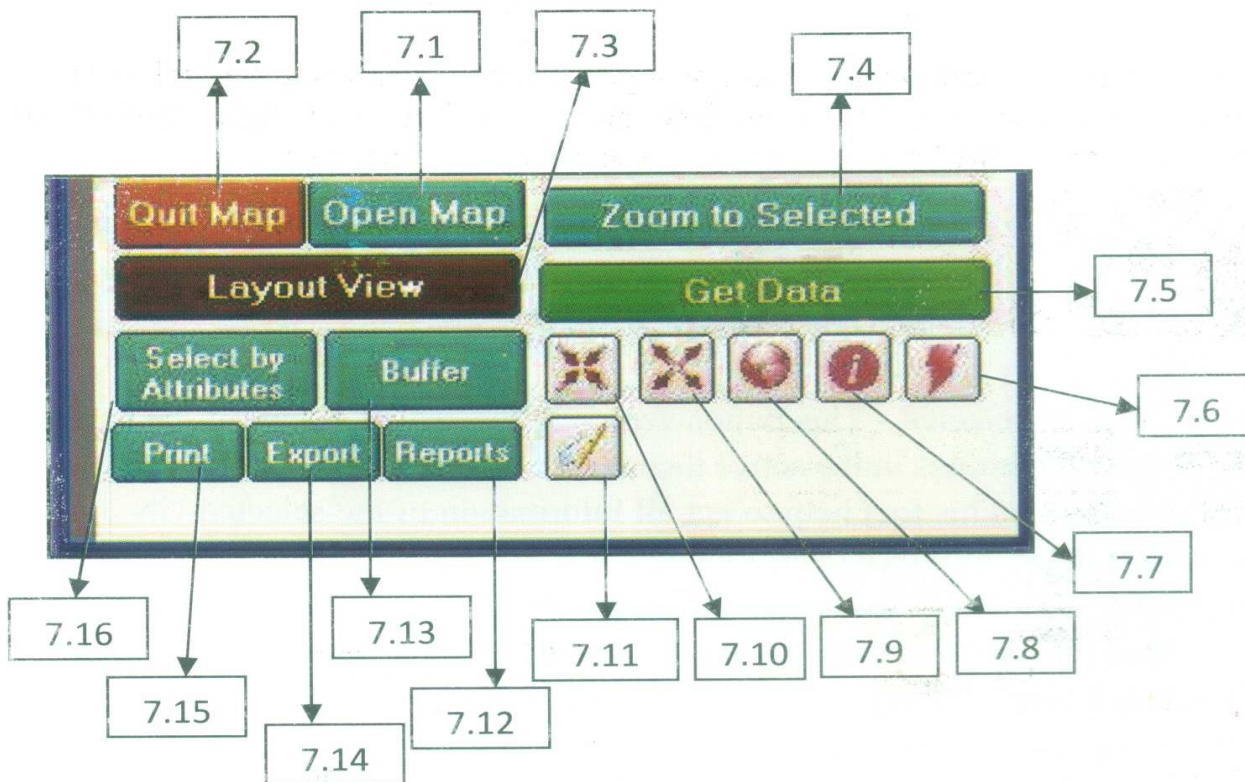 7.2
7.1
7.3
7.4
Quit Map
Open Map
Zoom to Selected
Layout View
Get Data
7.5
Select by
Attributes
Buffer
i
7.6
Print
Export
Reports
7.7
7.16
7.13
7.11
7.10
7.9
7.8
7.15
7.12
7.14